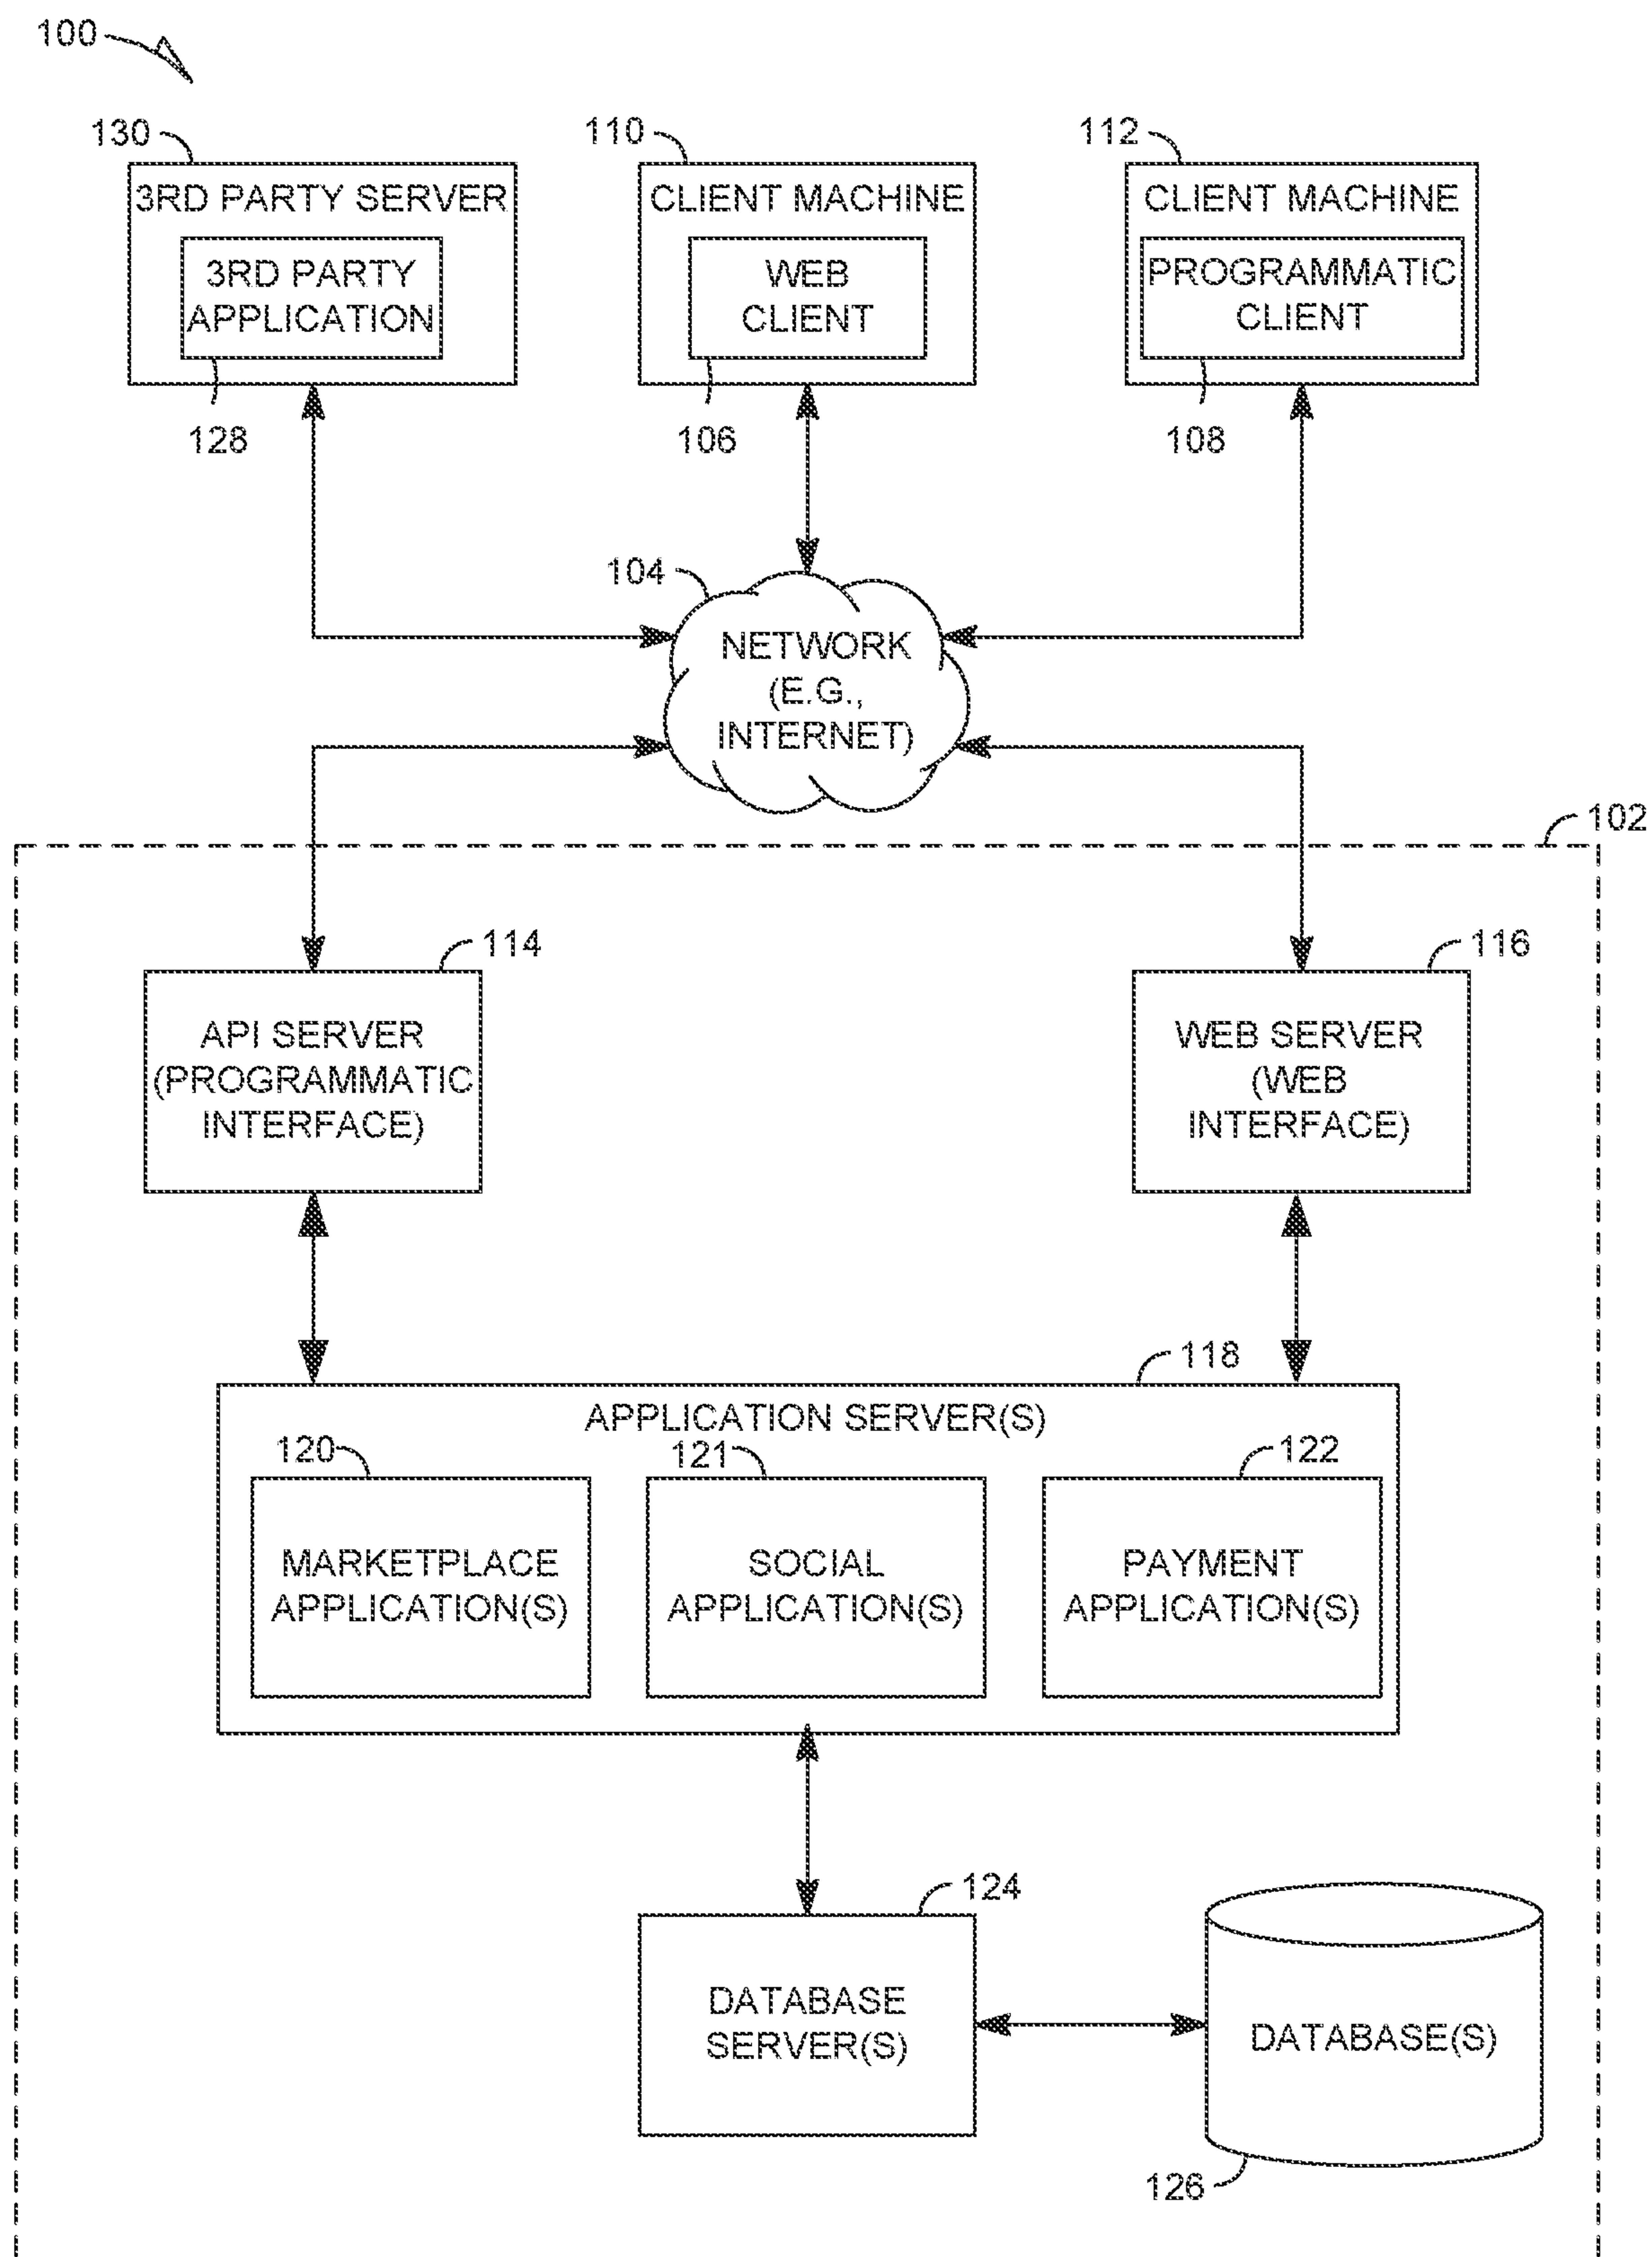 100
130
110
112
3RD PARTY SERVER
CLIENT MACHINE
CLIENT MACHINE
3RD PARTY
APPLICATION
WEB
CLIENT
PROGRAMMATIC
CLIENT
128
106
108
104
NETWORK
(E.G.,
INTERNET)
102
114
116
API SERVER
(PROGRAMMATIC
INTERFACE)
WEB SERVER
(WEB
INTERFACE)
118
APPLICATION SERVER(S)
120
121
122
MARKETPLACE
APPLICATION(S)
SOCIAL
APPLICATION(S)
PAYMENT
APPLICATION(S)
124
DATABASE
SERVER(S)
DATABASE(S)
126